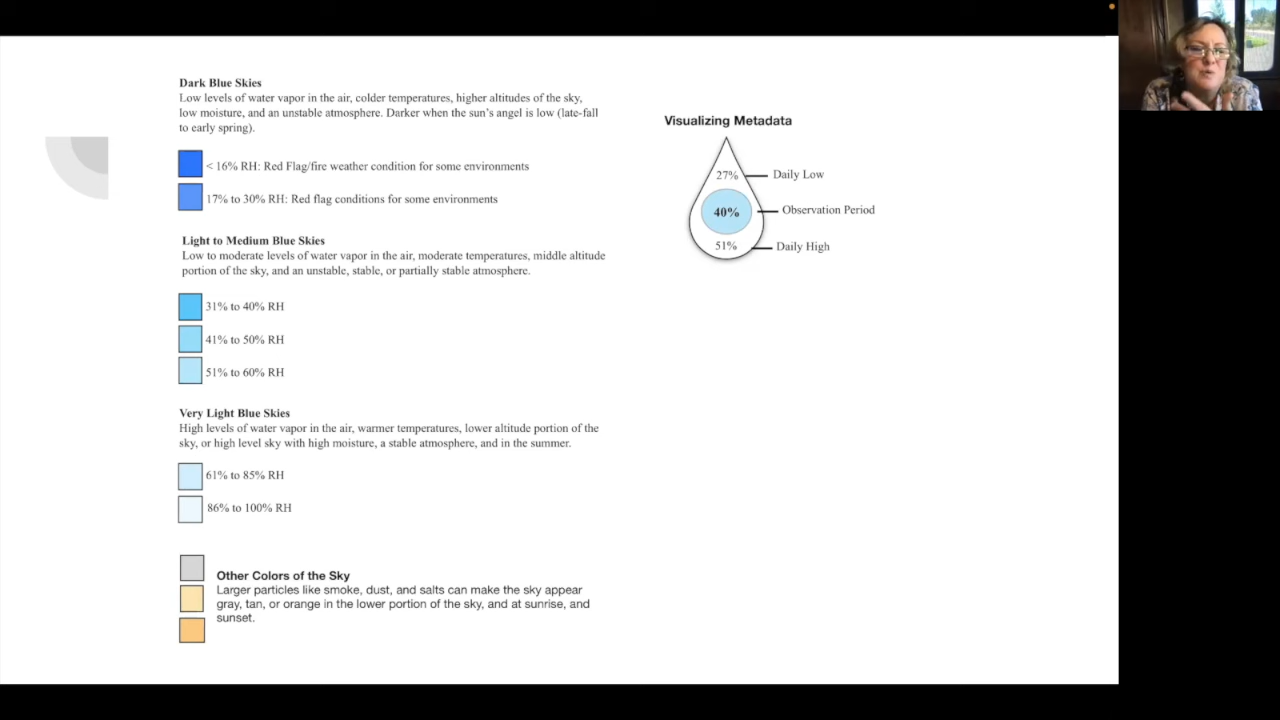 Dark Blue Skies
Low levels of water vapor in the air, colder temperatures, higher altitudes of the sky,
low moisture, and an unstable atmosphere. Darker when the sun's angel is low (late-fall
to early spring).
< 16% RH: Red Flag/fire weather condition for some environments
17% to 30% RH: Red flag conditions for some environments
Light to Medium Blue Skies
Low to moderate levels of water vapor in the air, moderate temperatures, middle altitude
portion of the sky, and an unstable, stable, or partially stable atmosphere.
31% to 40% RH
41% to 50% RH
51% to 60% RH
Very Light Blue Skies
High levels of water vapor in the air, warmer temperatures, lower altitude portion of the
sky, or high level sky with high moisture, a stable atmosphere, and in the summer.
61% to 85% RH
86% to 100% RH
Other Colors of the Sky
Larger particles like smoke, dust, and salts can make the sky appear
gray, tan, or orange in the lower portion of the sky, and at sunrise, and
sunset.
Visualizing Metadata
27% Daily Low
40% Observation Period
51% Daily High